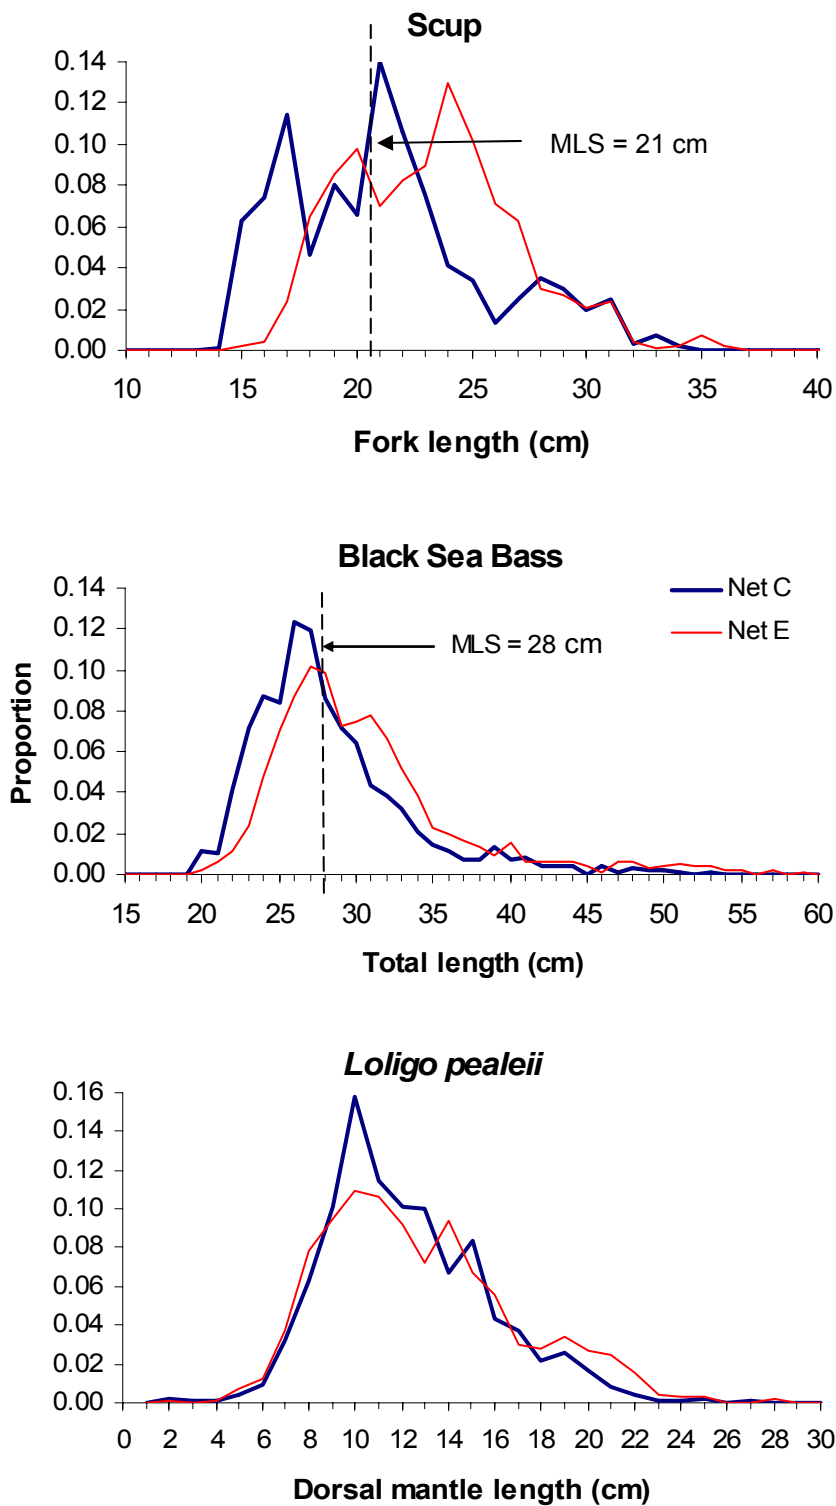 Scup
0.14
0.12
0.10
0.08
0.06
0.04
0.02
0.00
MLS = 21 cm
10 15 20 25 30 35 40
Fork length (cm)
Black Sea Bass
Proportion
0.14
0.12
0.10
0.08
0.06
0.04
0.02
0.00
Net C
Net E
MLS = 28 cm
15 20 25 30 35 40 45 50 55 60
Total length (cm)
Loligo pealeii
0.16
0.14
0.12
0.10
0.08
0.06
0.04
0.02
0.00
0 2 4 6 8 10 12 14 16 18 20 22 24 26 28 30
Dorsal mantle length (cm)